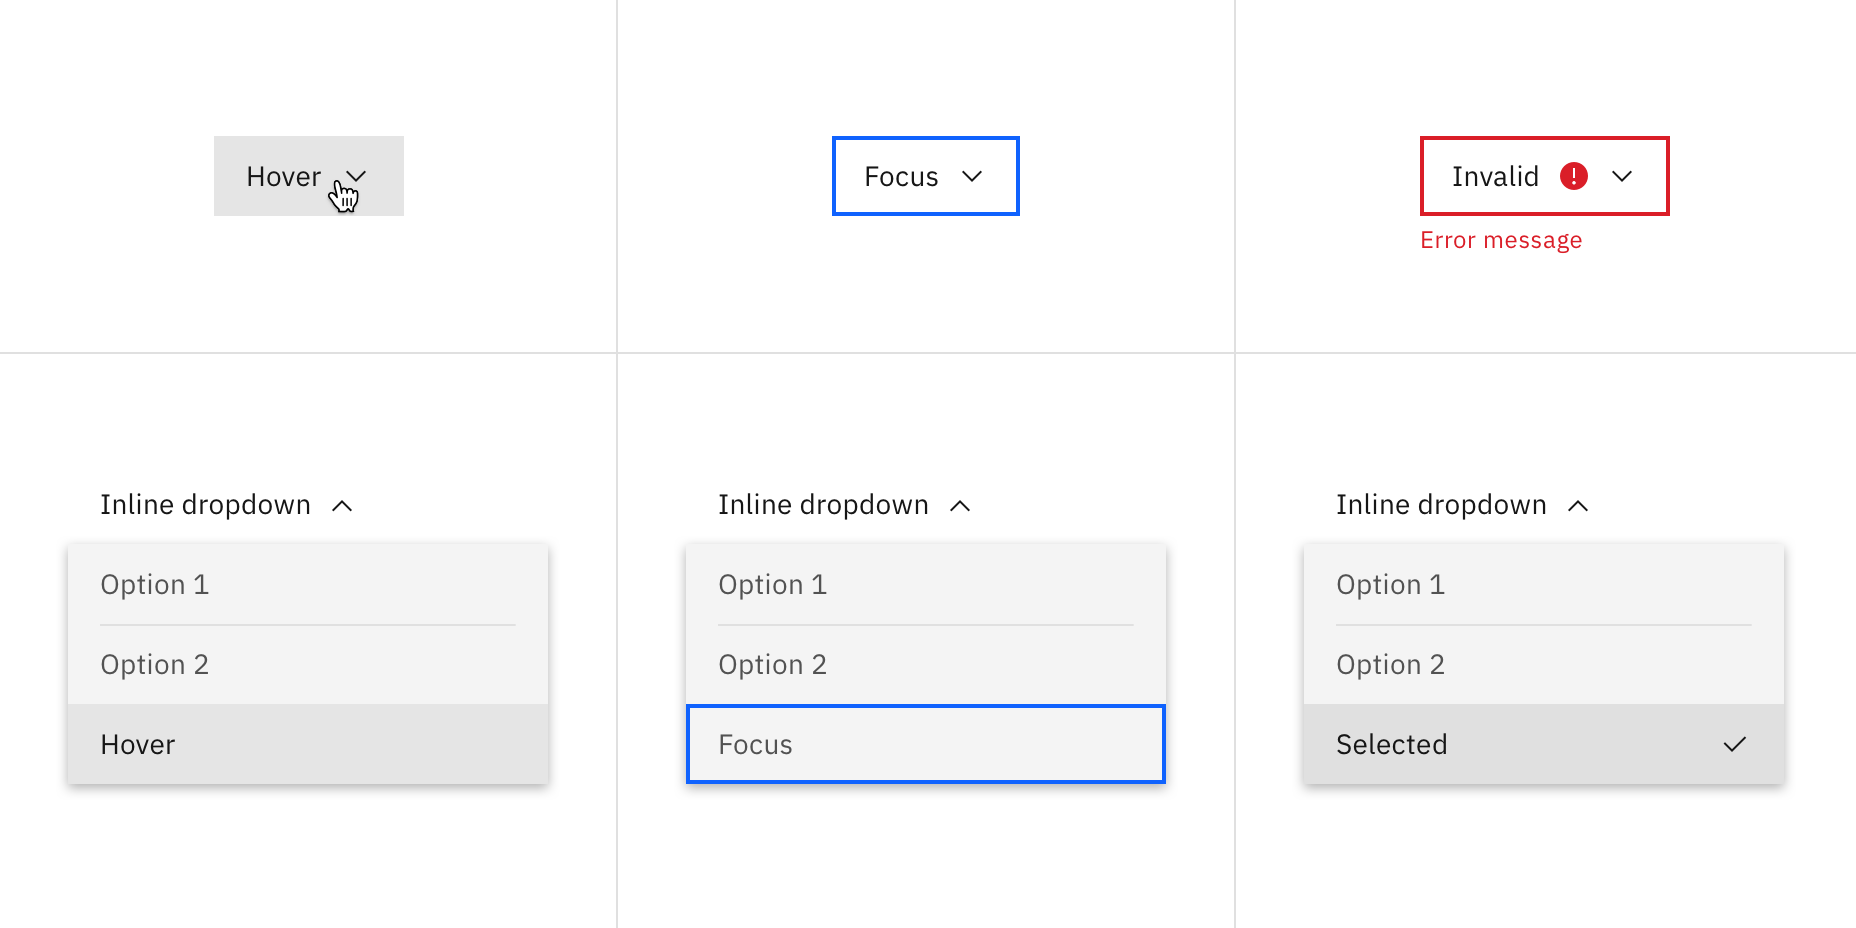 Hover
Focus
Invalid
Error message
Inline dropdown
Option 1
Option 2
Hover
Inline dropdown
Option 1
Option 2
Focus
Inline dropdown
Option 1
Option 2
Selected